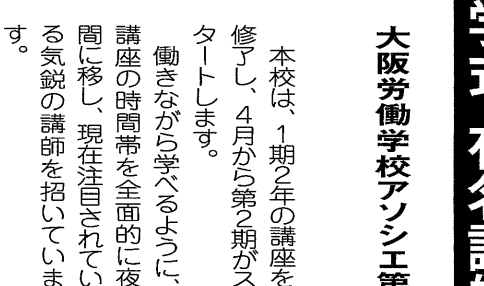 大阪労働学校アソシエ第
本校は、1期2年の講座を
修了し、4月から第2期がス
タートします。
働きながら学べるように、
講座の時間帯を全面的に夜
間に移し、現在注目されてい
る気鋭の講師を招いていま
す。